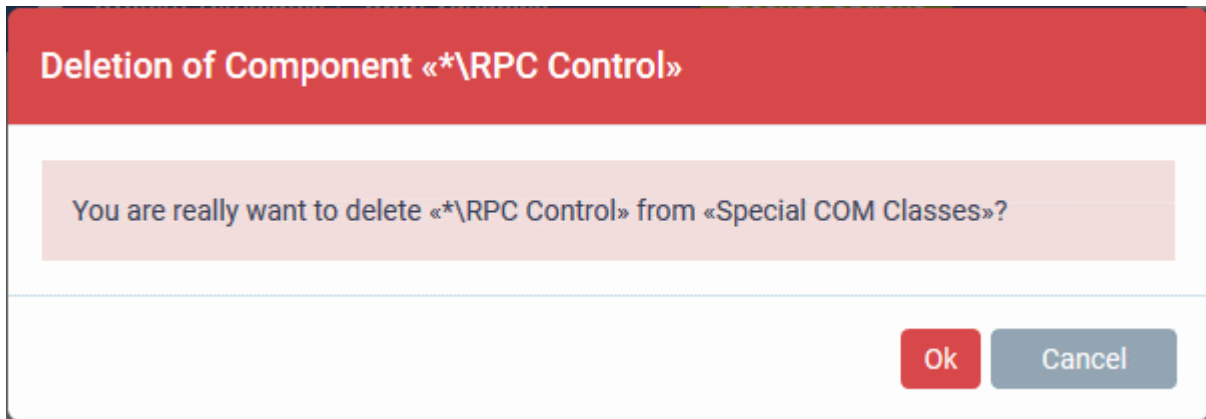 Deletion of Component «*\RPC Control»
You are really want to delete «*\RPC Control» from «Special COM Classes»?
Ok
Cancel